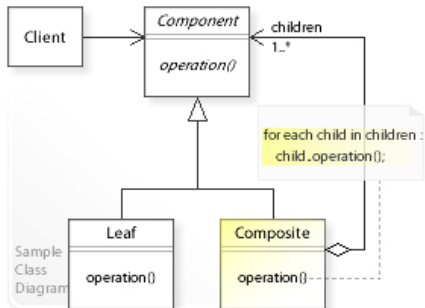 Client
Component
operation()
children
1..*
for each child in children :
child.operation();
Leaf
operation()
Composite
operation()
Sample
Class
Diagram